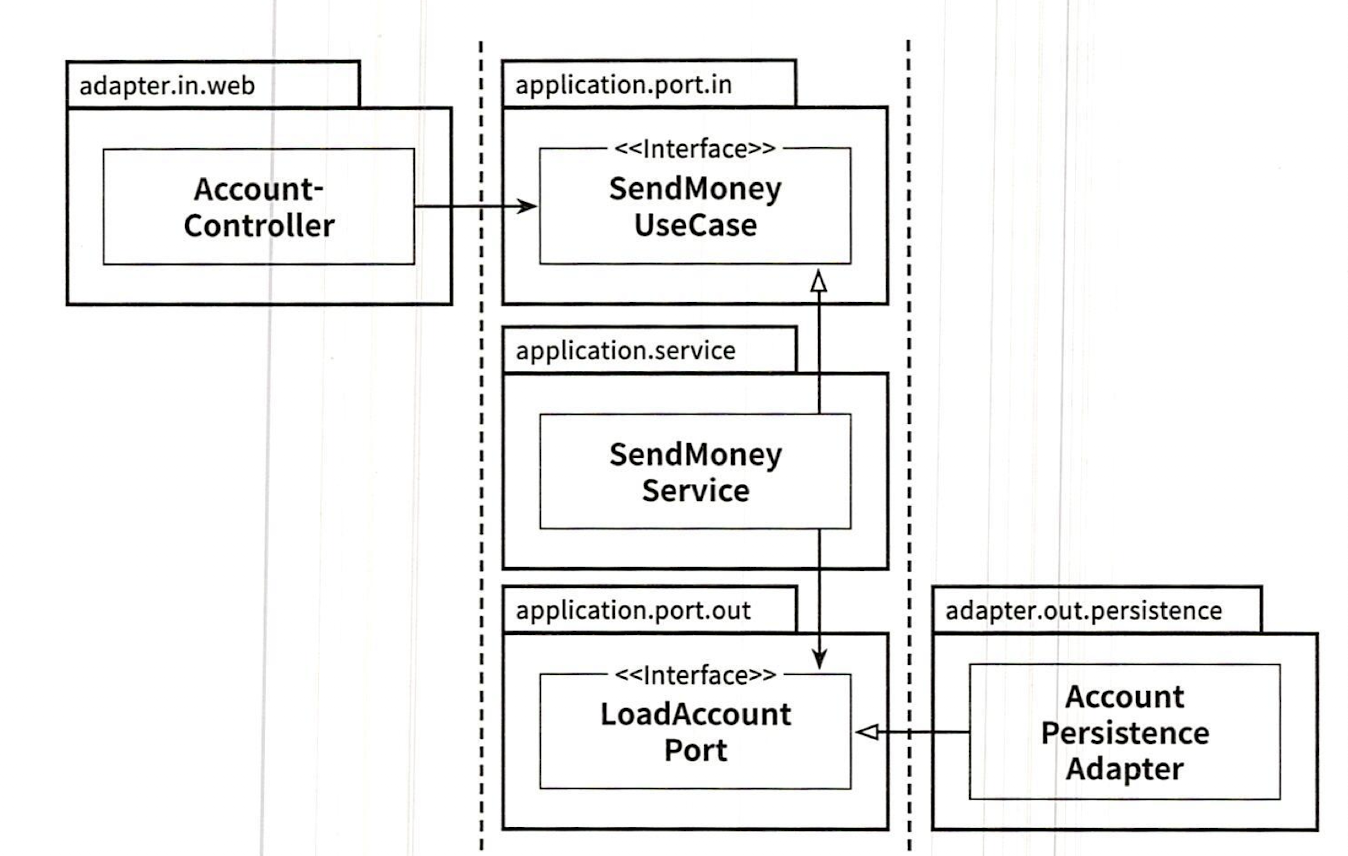 adapter.in.web
Account-
Controller
application.port.in
<<Interface>>
SendMoney
UseCase
application.service
SendMoney
Service
application.port.out
<<Interface>>
LoadAccount
Port
adapter.out.persistence
Account
Persistence
Adapter